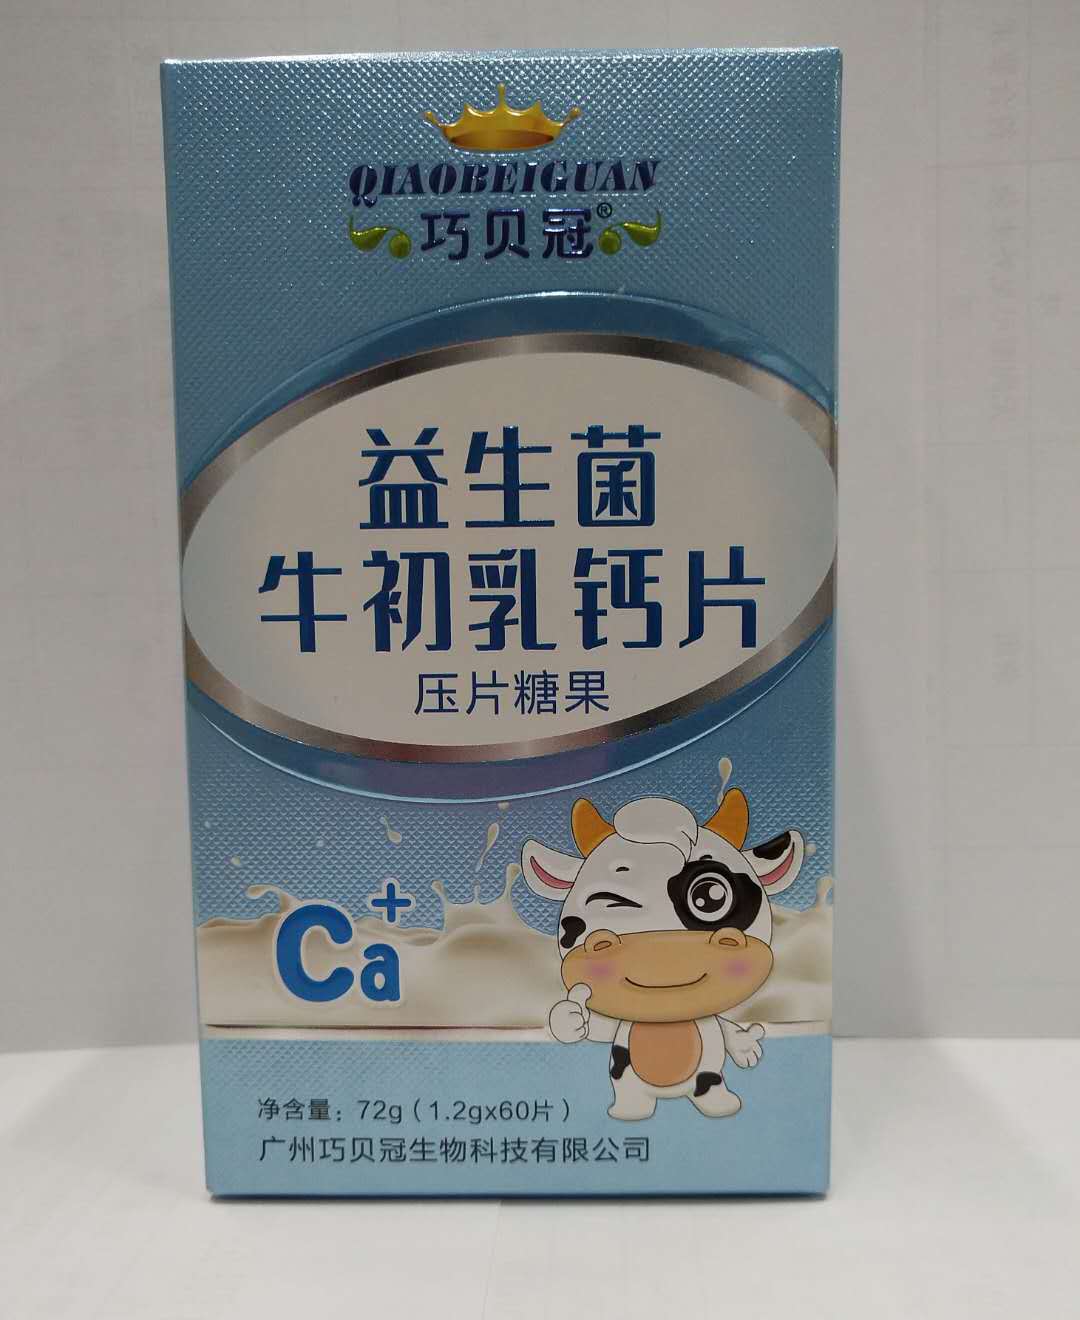 QIAOBEIGUAN
巧贝冠®
益生菌
牛初乳钙片
压片糖果
Ca+
净含量：72g（1.2gx60片）
广州巧贝冠生物科技有限公司